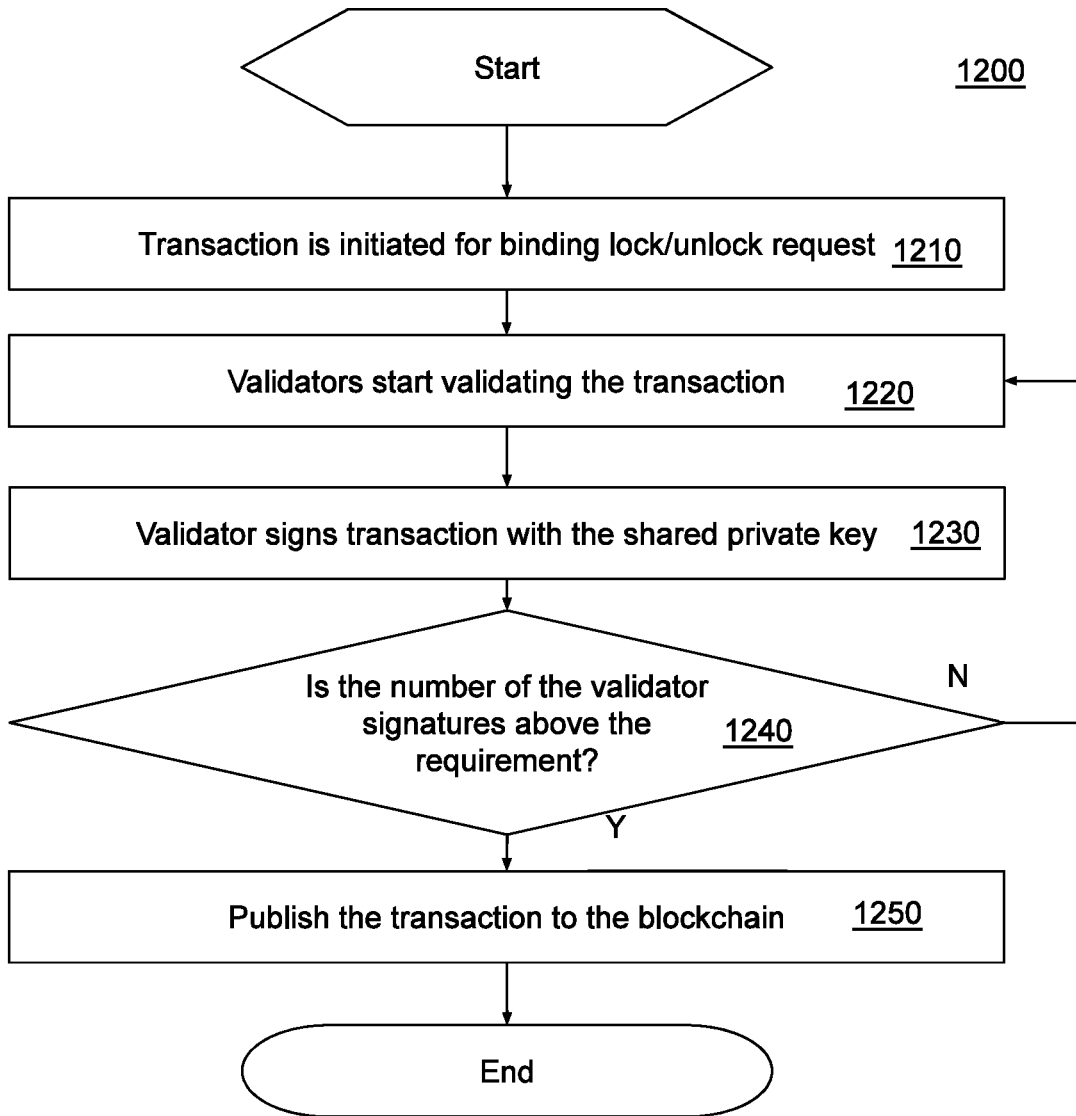 Start
1200
Transaction is initiated for binding lock/unlock request 1210
Validators start validating the transaction 1220
Validator signs transaction with the shared private key 1230
Is the number of the validator
signatures above the
requirement?
1240
N
Y
Publish the transaction to the blockchain 1250
End